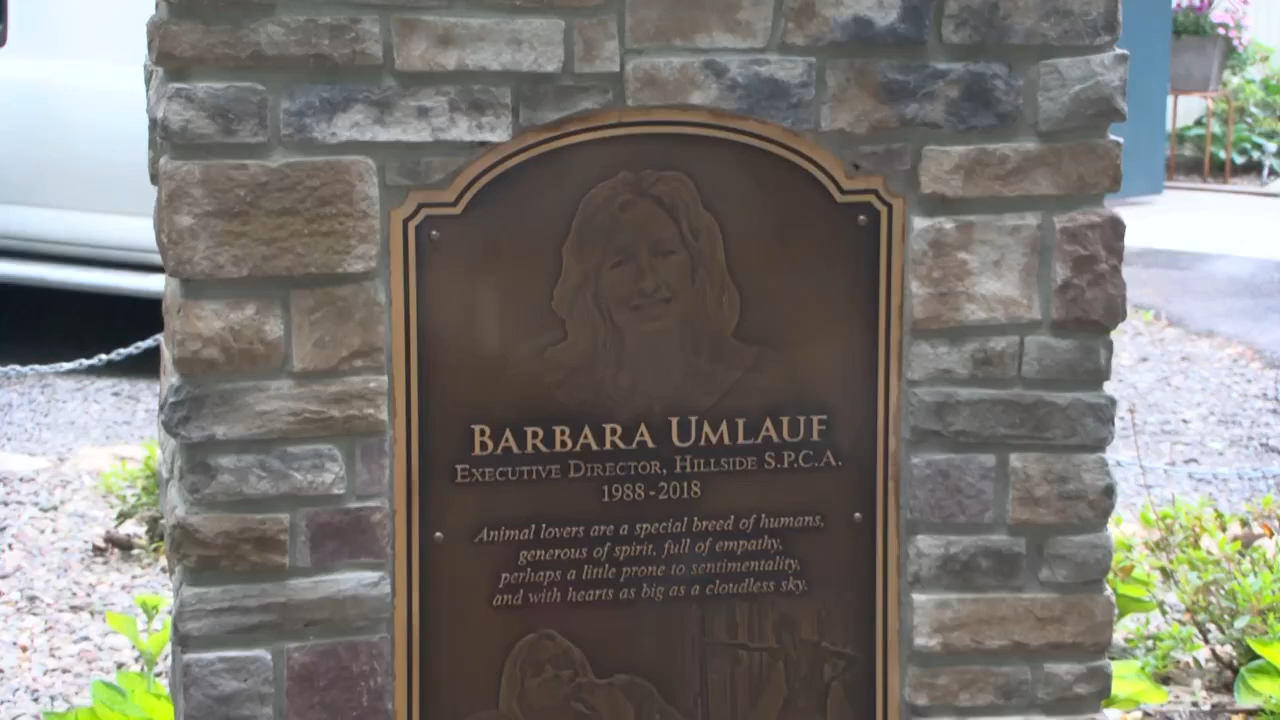 BARBARA UMLAUF
EXECUTIVE DIRECTOR, HILLSIDE S.P.C.A.
1988-2018
Animal lovers are a special breed of humans,
generous of spirit, full of empathy,
perhaps a little prone to sentimentality,
and with hearts as big as a cloudless sky.